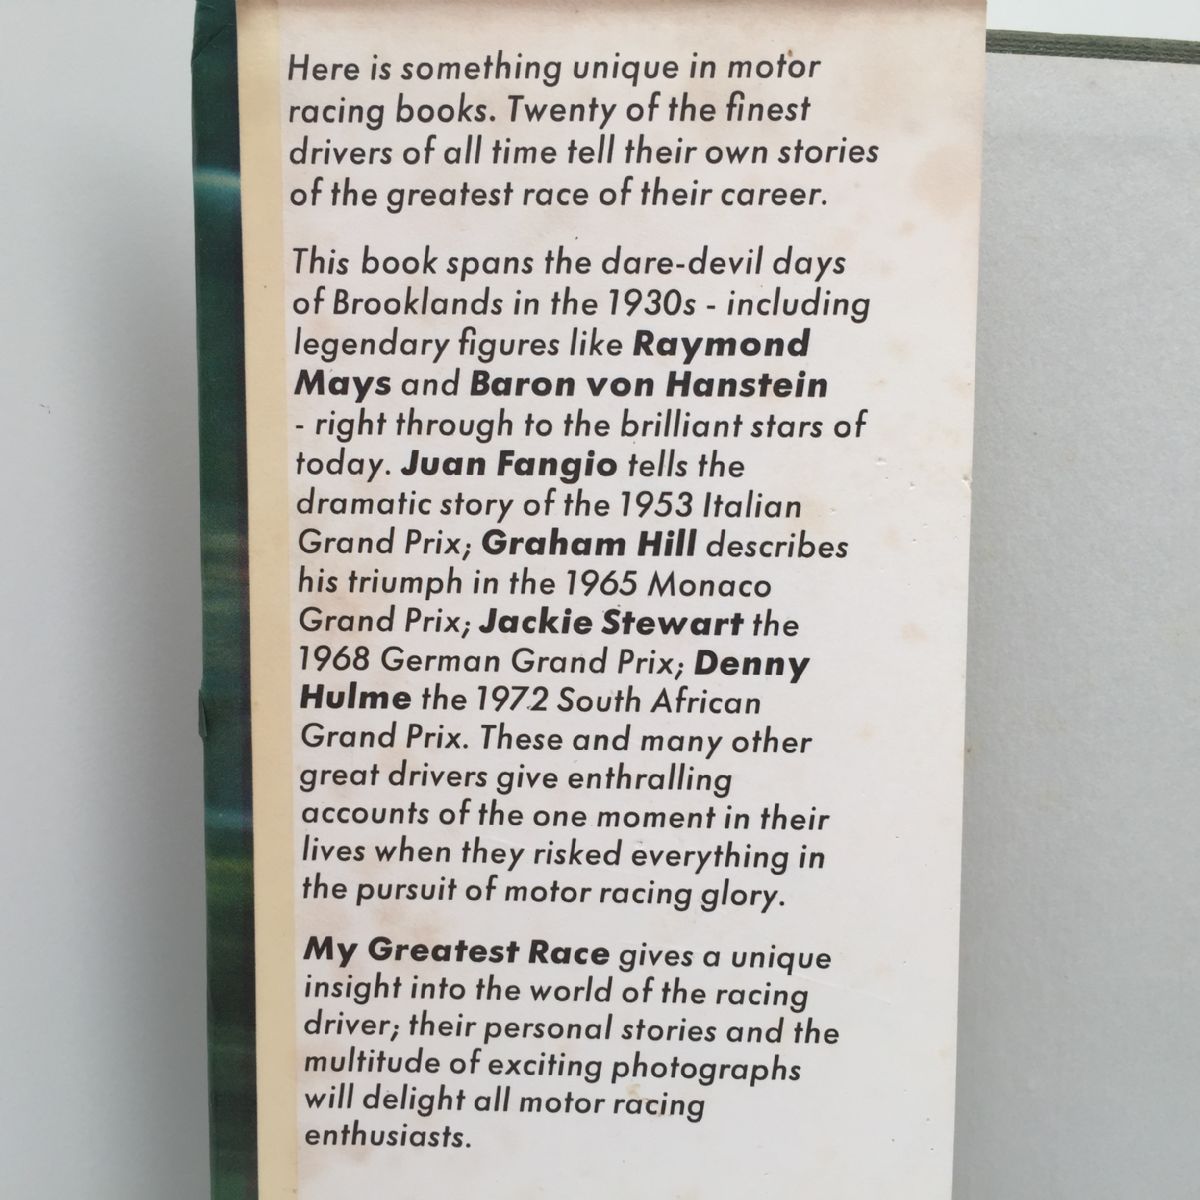 Here is something unique in motor
racing books. Twenty of the finest
drivers of all time tell their own stories
of the greatest race of their career.
This book spans the dare-devil days
of Brooklands in the 1930s - including
legendary figures like Raymond
Mays and Baron von Hanstein
- right through to the brilliant stars of
today. Juan Fangio tells the
dramatic story of the 1953 Italian
Grand Prix; Graham Hill describes
his triumph in the 1965 Monaco
Grand Prix; Jackie Stewart the
1968 German Grand Prix; Denny
Hulme the 1972 South African
Grand Prix. These and many other
great drivers give enthralling
accounts of the one moment in their
lives when they risked everything in
the pursuit of motor racing glory.
My Greatest Race gives a unique
insight into the world of the racing
driver; their personal stories and the
multitude of exciting photographs
will delight all motor racing
enthusiasts.